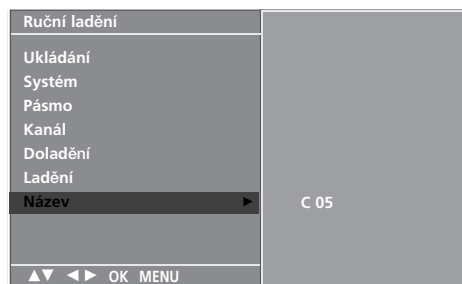 Ruční ladění
Ukládání
Systém
Pásmo
Kanál
Doladění
Ladění
Název ► C 05
▲▼ ◄► OK MENU